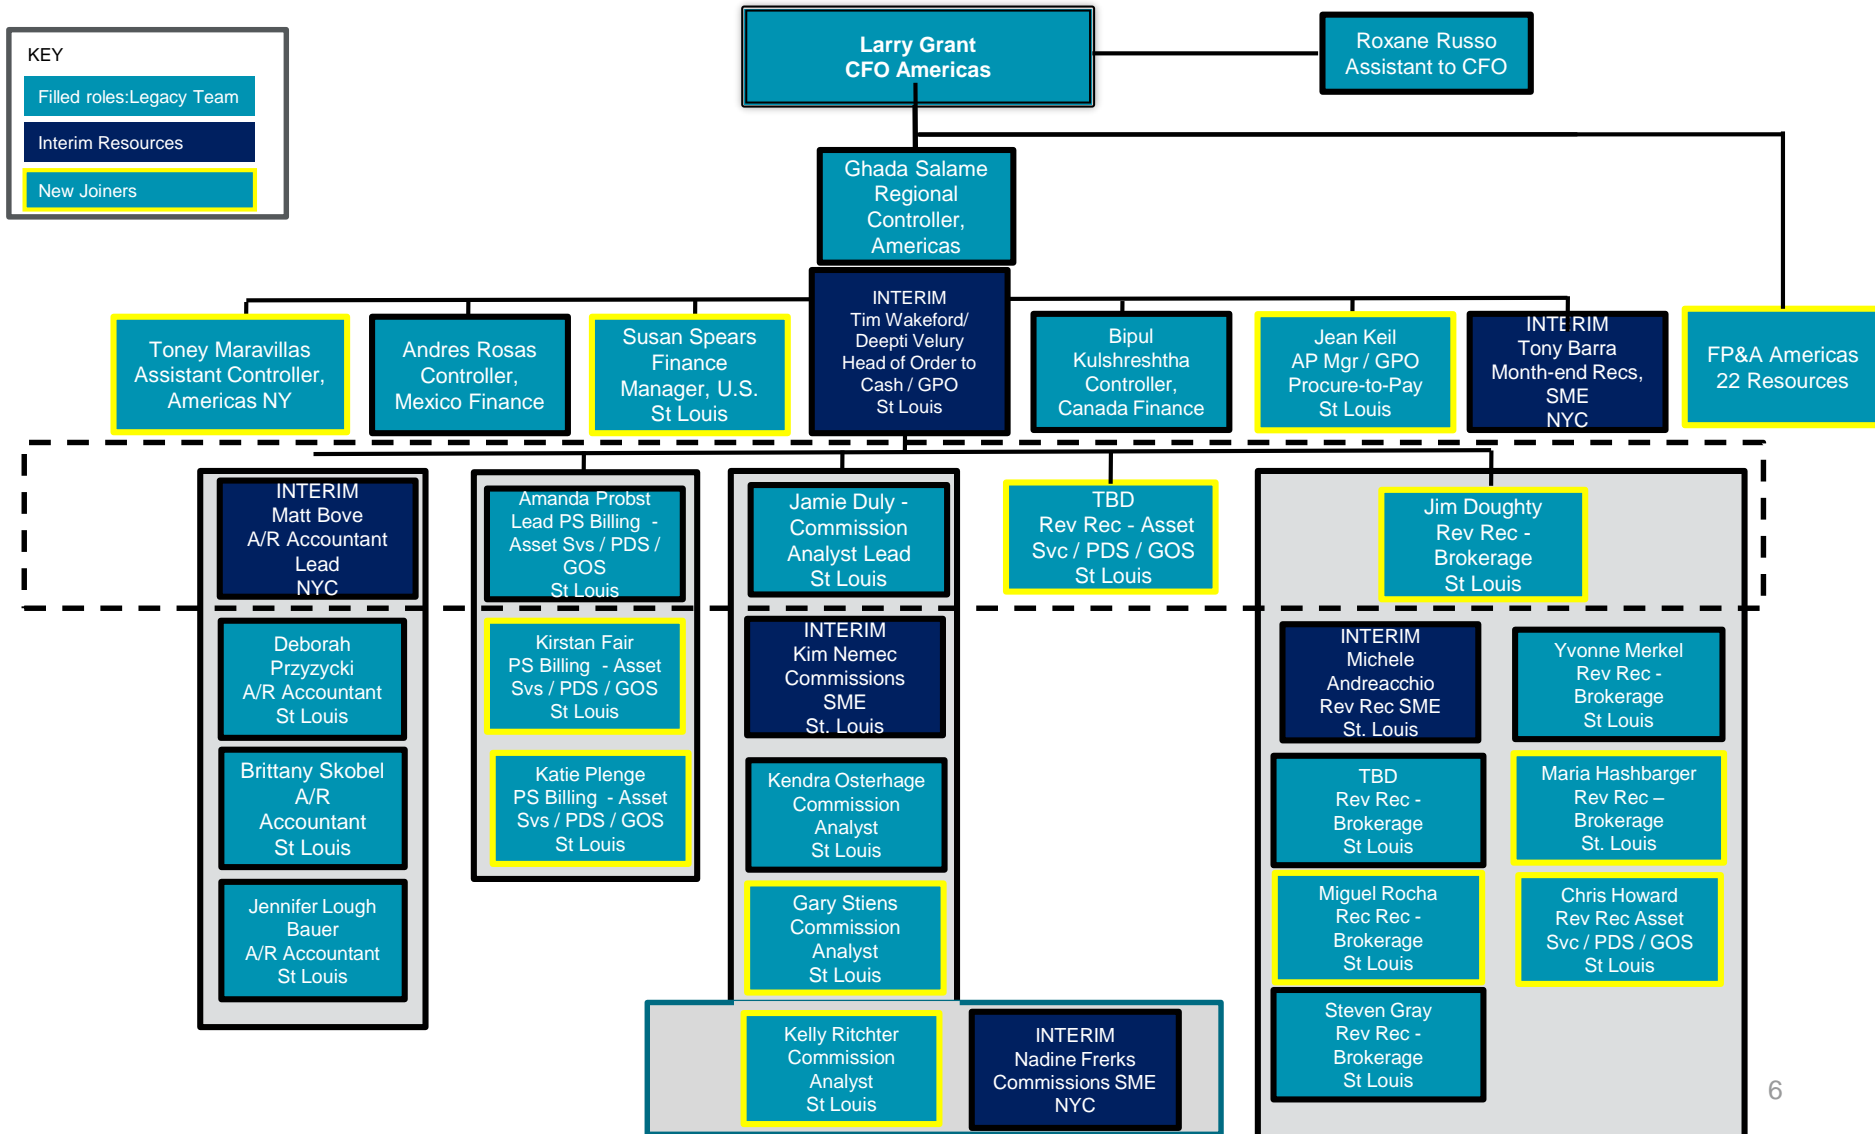 KEY
Filled roles:Legacy Team
Interim Resources
New Joiners
Larry Grant
CFO Americas
Roxane Russo
Assistant to CFO
Ghada Salame
Regional
Controller,
Americas
Toney Maravillas
Assistant Controller,
Americas NY
Andres Rosas
Controller,
Mexico Finance
Susan Spears
Finance
Manager, U.S.
St Louis
INTERIM
Tim Wakeford/
Deepti Velury
Head of Order to
Cash / GPO
St Louis
Bipul
Kulshreshtha
Controller,
Canada Finance
Jean Keil
AP Mgr / GPO
Procure-to-Pay
St Louis
INTERIM
Tony Barra
Month-end Recs,
SME
NYC
FP&A Americas
22 Resources
INTERIM
Matt Bove
A/R Accountant
Lead
NYC
Amanda Probst
Lead PS Billing -
Asset Svs / PDS /
GOS
St Louis
Jamie Duly -
Commission
Analyst Lead
St Louis
TBD
Rev Rec - Asset
Svc / PDS / GOS
St Louis
Jim Doughty
Rev Rec -
Brokerage
St Louis
Deborah
Przyzycki
A/R Accountant
St Louis
Kirstan Fair
PS Billing - Asset
Svs / PDS / GOS
St Louis
INTERIM
Kim Nemec
Commissions
SME
St. Louis
INTERIM
Michele
Andreacchio
Rev Rec SME
St. Louis
Yvonne Merkel
Rev Rec -
Brokerage
St Louis
Brittany Skobel
A/R
Accountant
St Louis
Katie Plenge
PS Billing - Asset
Svs / PDS / GOS
St Louis
Kendra Osterhage
Commission
Analyst
St Louis
TBD
Rev Rec -
Brokerage
St Louis
Maria Hashbarger
Rev Rec –
Brokerage
St. Louis
Jennifer Lough
Bauer
A/R Accountant
St Louis
Gary Stiens
Commission
Analyst
St Louis
Miguel Rocha
Rec Rec -
Brokerage
St Louis
Chris Howard
Rev Rec Asset
Svc / PDS / GOS
St Louis
Kelly Ritchter
Commission
Analyst
St Louis
INTERIM
Nadine Frerks
Commissions SME
NYC
Steven Gray
Rev Rec -
Brokerage
St Louis
6